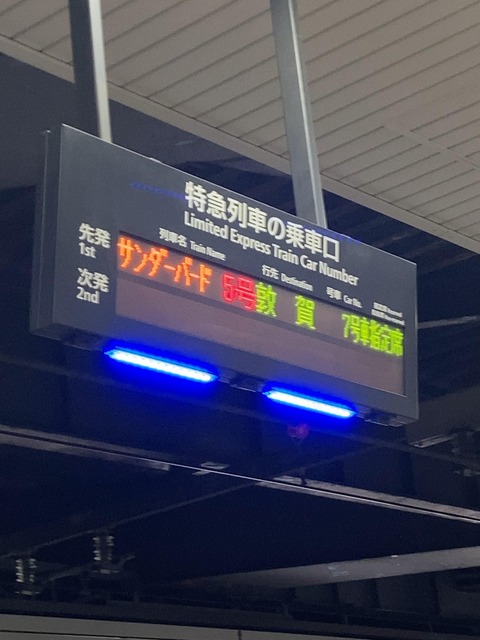 特急列車の乗車口
Limited Express Train Car Number
列車名 Train Name 行先 Destination 号車 Car No.
先発 サンダーバード 5号 敦賀 7号車指定席
1st
次発
2nd